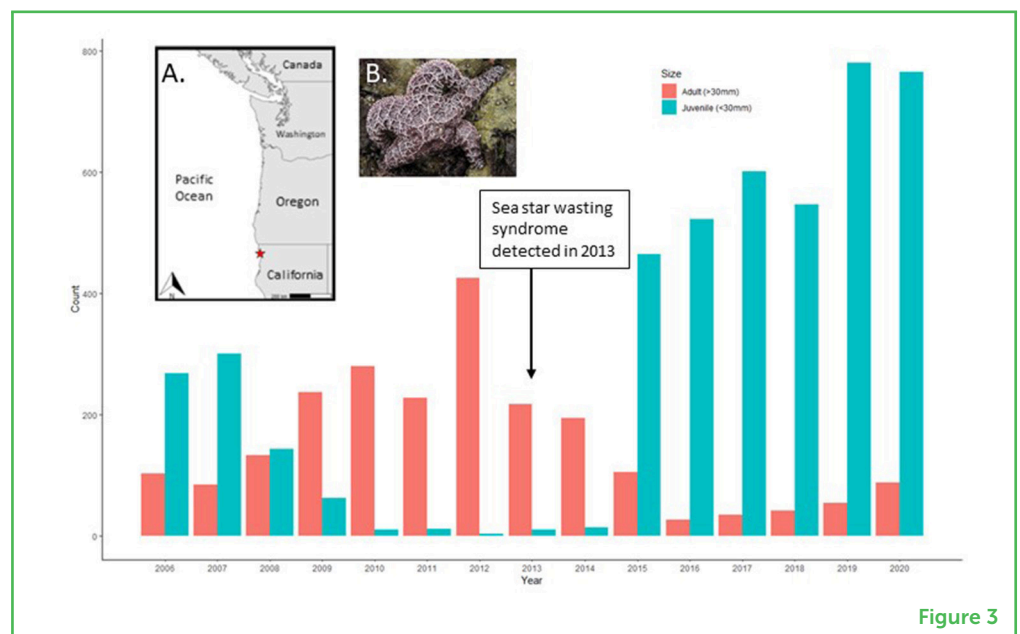 800
600
400
200
0
Count
A.
Canada
Washington
Pacific
Ocean
Oregon
California
N
B.
Size
Adult (>30mm)
Juvenile (<30mm)
Sea star wasting
syndrome
detected in 2013
2006 2007 2008 2009 2010 2011 2012 2013 2014 2015 2016 2017 2018 2019 2020
Year
Figure 3